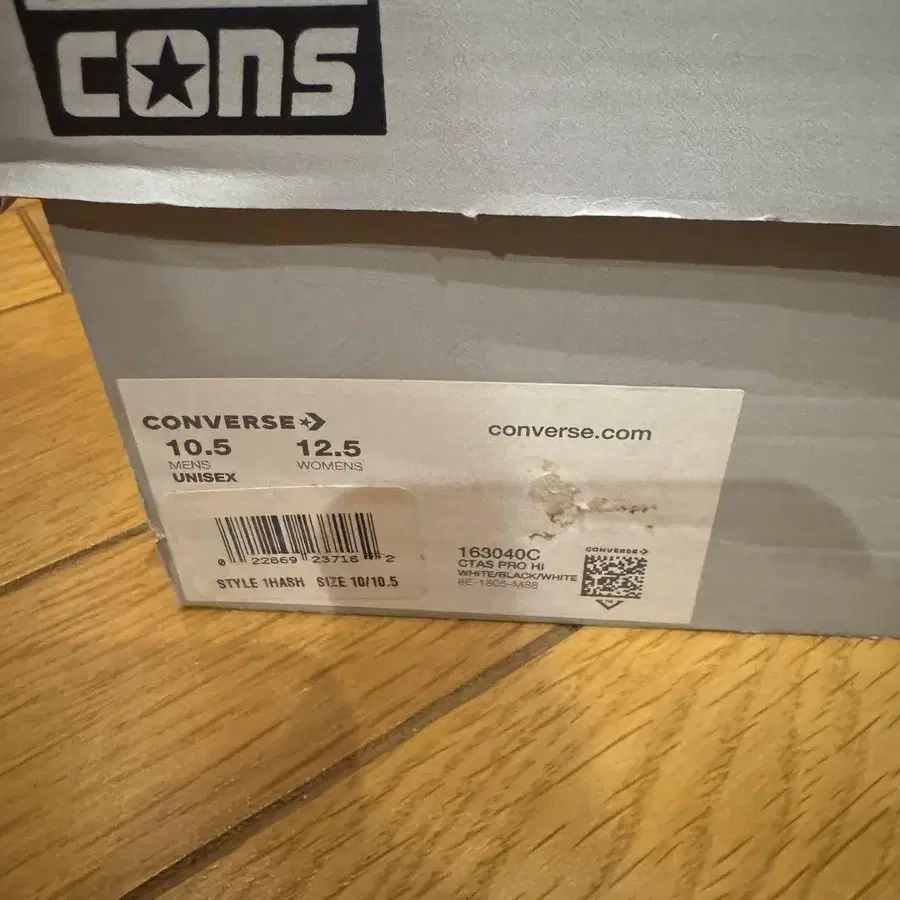 CONS
CONVERSE
converse.com
10.5 12.5
MENS WOMENS
UNISEX
0 22669 23716 2
STYLE 1HASH SIZE 10/10.5
163040C
CTAS PRO HI
WHITE/BLACK/WHITE
CONVERSE